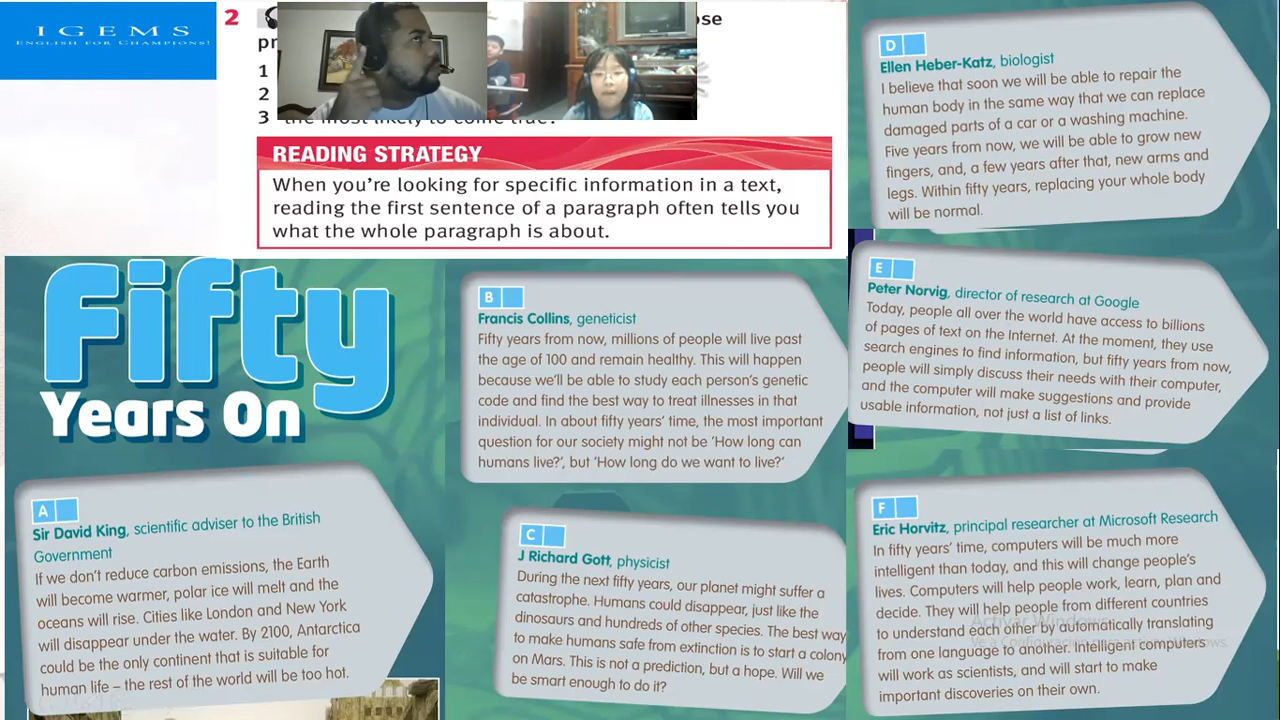 I G E M S
ENGLISH FOR CHAMPIONS!
2
ose
pr
1
2
3 the most likely to come true?
READING STRATEGY
When you're looking for specific information in a text,
reading the first sentence of a paragraph often tells you
what the whole paragraph is about.
Fifty
Years On
A
Sir David King, scientific adviser to the British
Government
If we don't reduce carbon emissions, the Earth
will become warmer, polar ice will melt and the
oceans will rise. Cities like London and New York
will disappear under the water. By 2100, Antarctica
could be the only continent that is suitable for
human life – the rest of the world will be too hot.
B
Francis Collins, geneticist
Fifty years from now, millions of people will live past
the age of 100 and remain healthy. This will happen
because we'll be able to study each person's genetic
code and find the best way to treat illnesses in that
individual. In about fifty years' time, the most important
question for our society might not be 'How long can
humans live?', but 'How long do we want to live?'
C
J Richard Gott, physicist
During the next fifty years, our planet might suffer a
catastrophe. Humans could disappear, just like the
dinosaurs and hundreds of other species. The best way
to make humans safe from extinction is to start a colony
on Mars. This is not a prediction, but a hope. Will we
be smart enough to do it?
D
Ellen Heber-Katz, biologist
I believe that soon we will be able to repair the
human body in the same way that we can replace
damaged parts of a car or a washing machine.
Five years from now, we will be able to grow new
fingers, and, a few years after that, new arms and
legs. Within fifty years, replacing your whole body
will be normal.
E
Peter Norvig, director of research at Google
Today, people all over the world have access to billions
of pages of text on the Internet. At the moment, they use
search engines to find information, but fifty years from now,
people will simply discuss their needs with their computer,
and the computer will make suggestions and provide
usable information, not just a list of links.
F
Eric Horvitz, principal researcher at Microsoft Research
In fifty years' time, computers will be much more
intelligent than today, and this will change people's
lives. Computers will help people work, learn, plan and
decide. They will help people from different countries
to understand each other by automatically translating
from one language to another. Intelligent computers
will work as scientists, and will start to make
important discoveries on their own.
Activar Windows
Ve a Configuración para activar Windows.